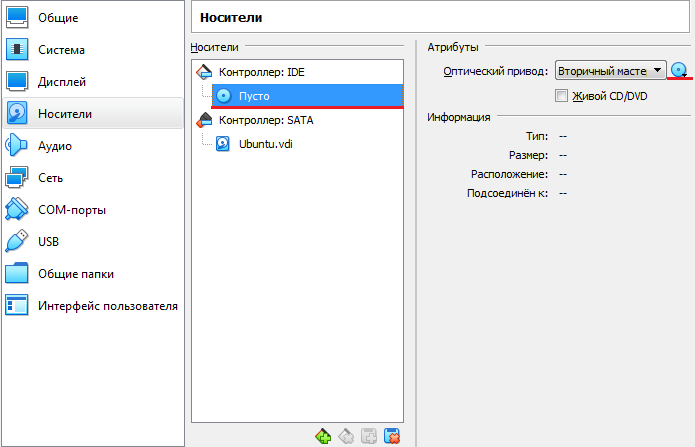 Общие
Система
Дисплей
Носители
Аудио
Сеть
COM-порты
USB
Общие папки
Интерфейс пользователя
Носители
Носители
Контроллер: IDE
Пусто
Контроллер: SATA
Ubuntu.vdi
Атрибуты
Оптический привод: Вторичный масте
Живой CD/DVD
Информация
Тип: --
Размер: --
Расположение: --
Подсоединён к: --